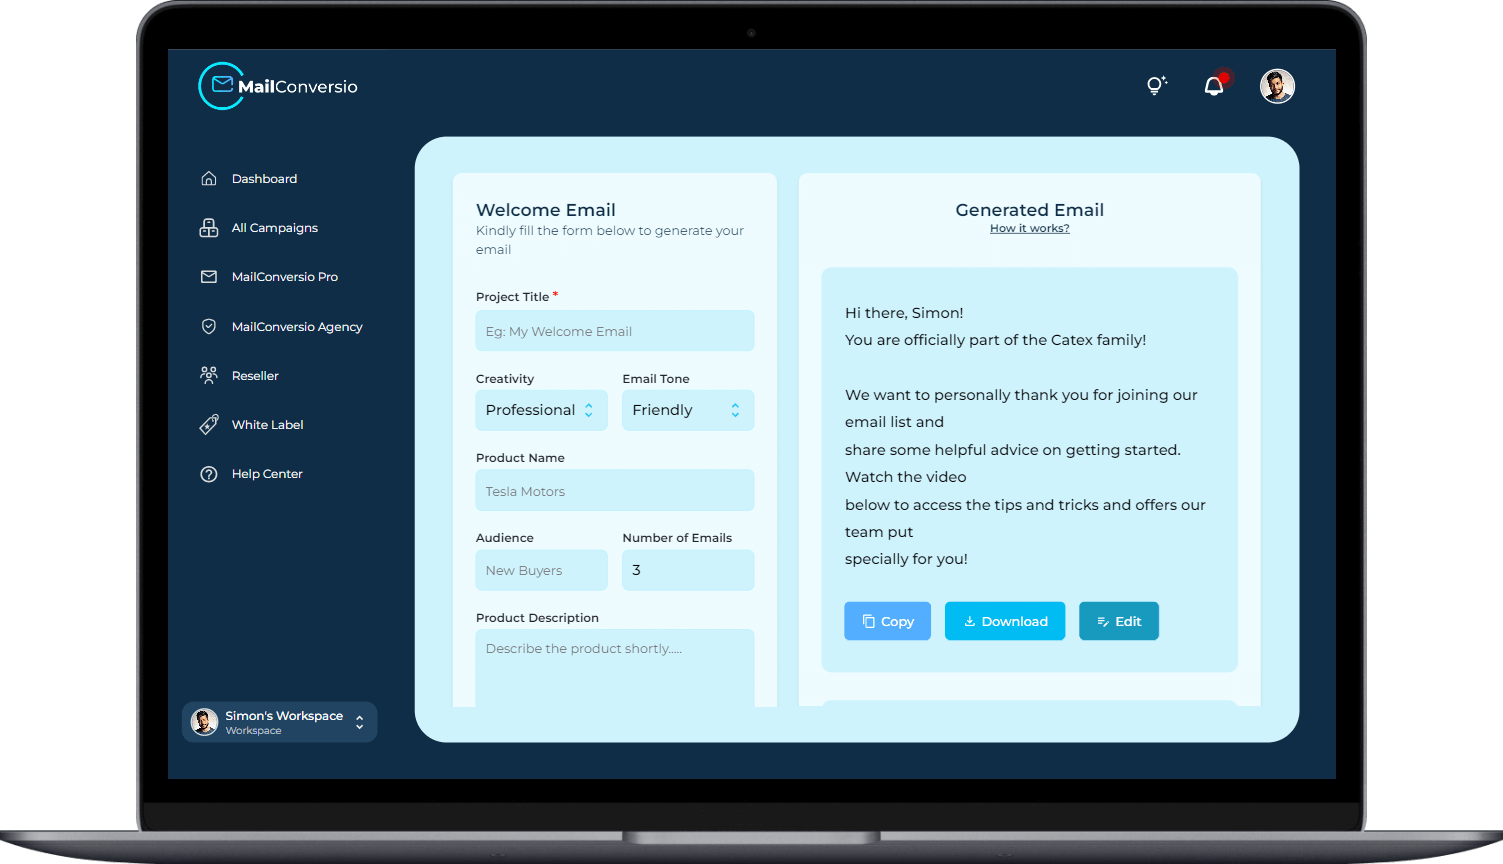 MailConversio
Dashboard
All Campaigns
MailConversio Pro
MailConversio Agency
Reseller
White Label
Help Center
Simon's Workspace
Workspace
Welcome Email
Kindly fill the form below to generate your
email
Project Title *
Eg: My Welcome Email
Creativity
Email Tone
Professional
Friendly
Product Name
Tesla Motors
Audience
Number of Emails
New Buyers
3
Product Description
Describe the product shortly.....
Generated Email
How it works?
Hi there, Simon!
You are officially part of the Catex family!
We want to personally thank you for joining our
email list and
share some helpful advice on getting started.
Watch the video
below to access the tips and tricks and offers our
team put
specially for you!
Copy
Download
Edit